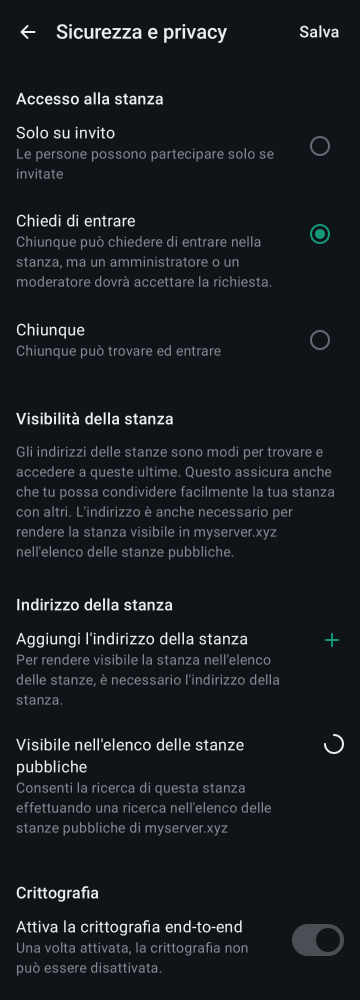 Sicurezza e privacy
Salva
Accesso alla stanza
Solo su invito
Le persone possono partecipare solo se
invitate
Chiedi di entrare
Chiunque può chiedere di entrare nella
stanza, ma un amministratore o un
moderatore dovrà accettare la richiesta.
Chiunque
Chiunque può trovare ed entrare
Visibilità della stanza
Gli indirizzi delle stanze sono modi per trovare e
accedere a queste ultime. Questo assicura anche
che tu possa condividere facilmente la tua stanza
con altri. L'indirizzo è anche necessario per
rendere la stanza visibile in myserver.xyz
nell'elenco delle stanze pubbliche.
Indirizzo della stanza
Aggiungi l'indirizzo della stanza
Per rendere visibile la stanza nell'elenco
delle stanze, è necessario l'indirizzo della
stanza.
Visibile nell'elenco delle stanze
pubbliche
Consenti la ricerca di questa stanza
effettuando una ricerca nell'elenco delle
stanze pubbliche di myserver.xyz
Crittografia
Attiva la crittografia end-to-end
Una volta attivata, la crittografia non
può essere disattivata.